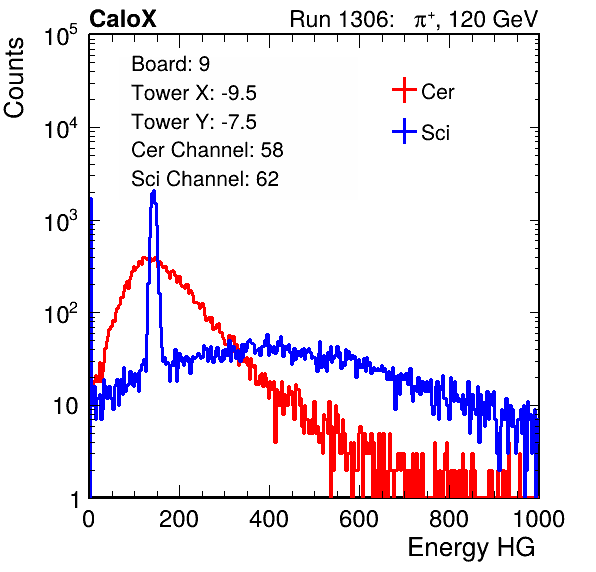 CaloX Run 1306: π⁺, 120 GeV
Counts
Board: 9
Tower X: -9.5
Tower Y: -7.5
Cer Channel: 58
Sci Channel: 62
Cer
Sci
10⁵
10⁴
10³
10²
10
1
0 200 400 600 800 1000
Energy HG